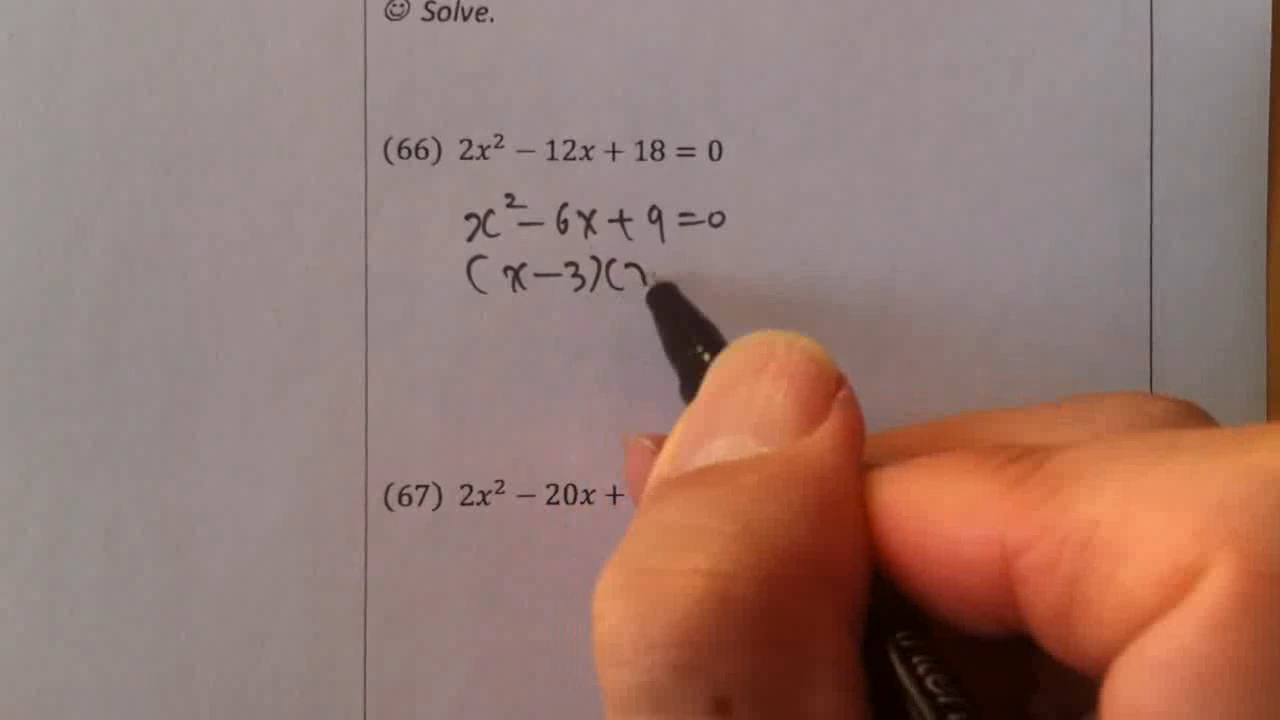 ☺ Solve.
(66) 2x² − 12x + 18 = 0
x² − 6x + 9 = 0
(x − 3)(
(67) 2x² − 20x +